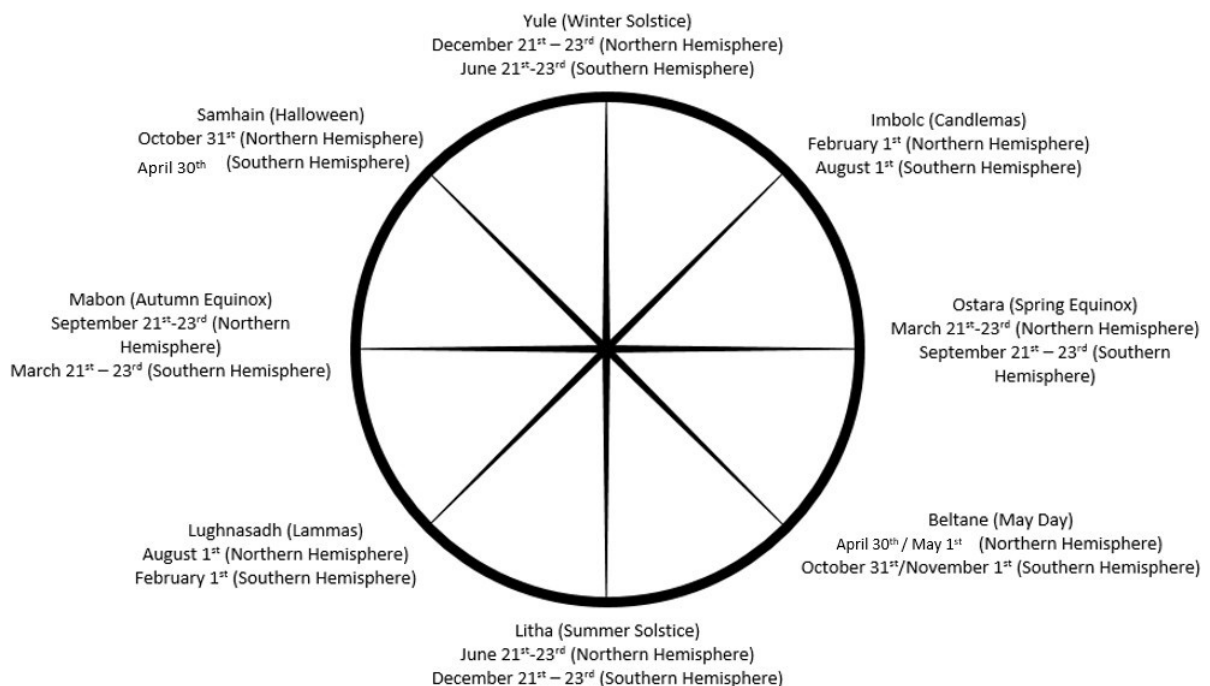 Yule (Winter Solstice)
December 21st – 23rd (Northern Hemisphere)
June 21st-23rd (Southern Hemisphere)
Samhain (Halloween)
October 31st (Northern Hemisphere)
April 30th (Southern Hemisphere)
Imbolc (Candlemas)
February 1st (Northern Hemisphere)
August 1st (Southern Hemisphere)
Mabon (Autumn Equinox)
September 21st-23rd (Northern
Hemisphere)
March 21st – 23rd (Southern Hemisphere)
Ostara (Spring Equinox)
March 21st-23rd (Northern Hemisphere)
September 21st – 23rd (Southern
Hemisphere)
Lughnasadh (Lammas)
August 1st (Northern Hemisphere)
February 1st (Southern Hemisphere)
Beltane (May Day)
April 30th / May 1st (Northern Hemisphere)
October 31st/November 1st (Southern Hemisphere)
Litha (Summer Solstice)
June 21st-23rd (Northern Hemisphere)
December 21st – 23rd (Southern Hemisphere)